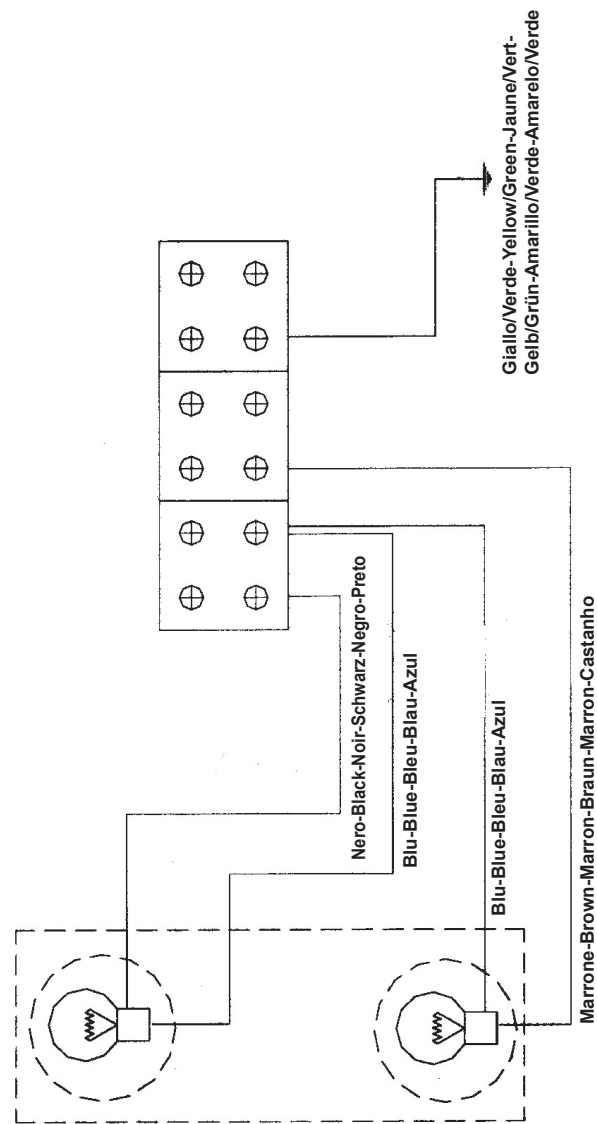 Nero-Black-Noir-Schwarz-Negro-Preto
Blu-Blue-Bleu-Blau-Azul
Blu-Blue-Bleu-Blau-Azul
Marrone-Brown-Marron-Braun-Marron-Castanho
Giallo/Verde-Yellow/Green-Jaune/Vert-
Gelb/Grün-Amarillo/Verde-Amarelo/Verde